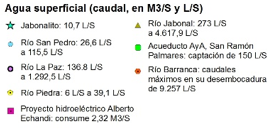 Agua superficial (caudal, en M3/S y L/S)
Jabonalito: 10,7 L/S
Río San Pedro: 26,6 L/S
a 115,5 L/S
Río La Paz: 136.8 L/S
a 1.292,5 L/S
Río Piedra: 6 L/S a 39,1 L/S
Proyecto hidroeléctrico Alberto
Echandi: consume 2,32 M3/S
Río Jabonal: 273 L/S
a 4.617,9 L/S
Acueducto AyA, San Ramón
Palmares: captación de 150 L/S
Río Barranca: caudales
máximos en su desembocadura
de 9.257 L/S